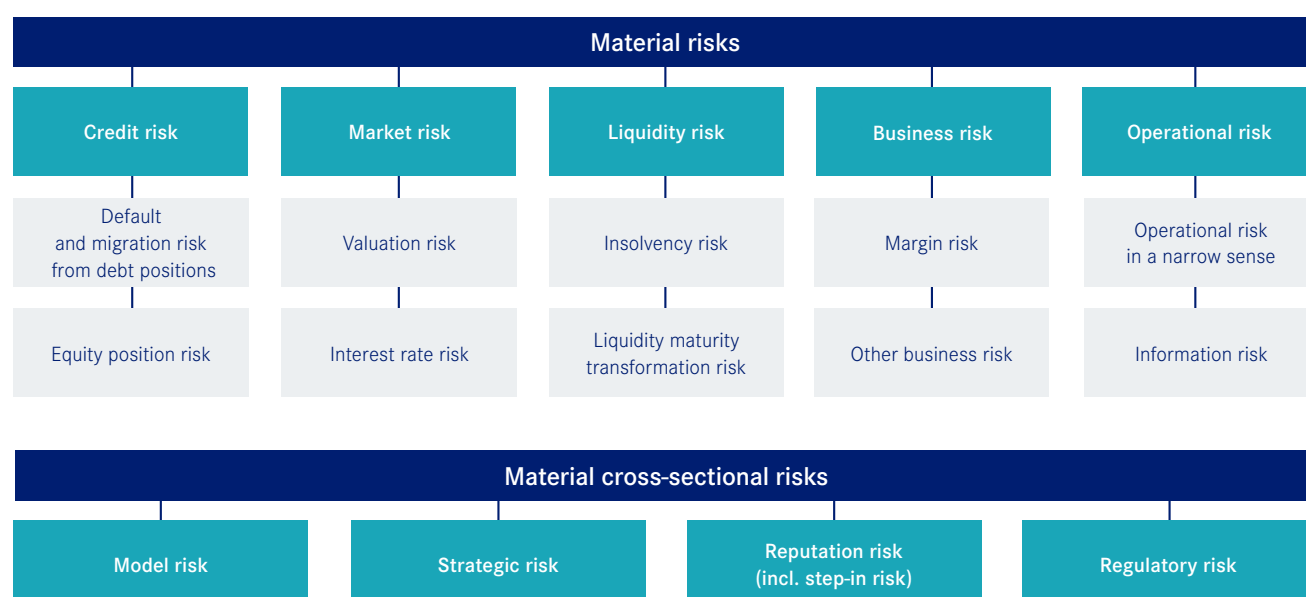 Material risks
Credit risk
Market risk
Liquidity risk
Business risk
Operational risk
Default
and migration risk
from debt positions
Valuation risk
Insolvency risk
Margin risk
Operational risk
in a narrow sense
Equity position risk
Interest rate risk
Liquidity maturity
transformation risk
Other business risk
Information risk
Material cross-sectional risks
Model risk
Strategic risk
Reputation risk
(incl. step-in risk)
Regulatory risk